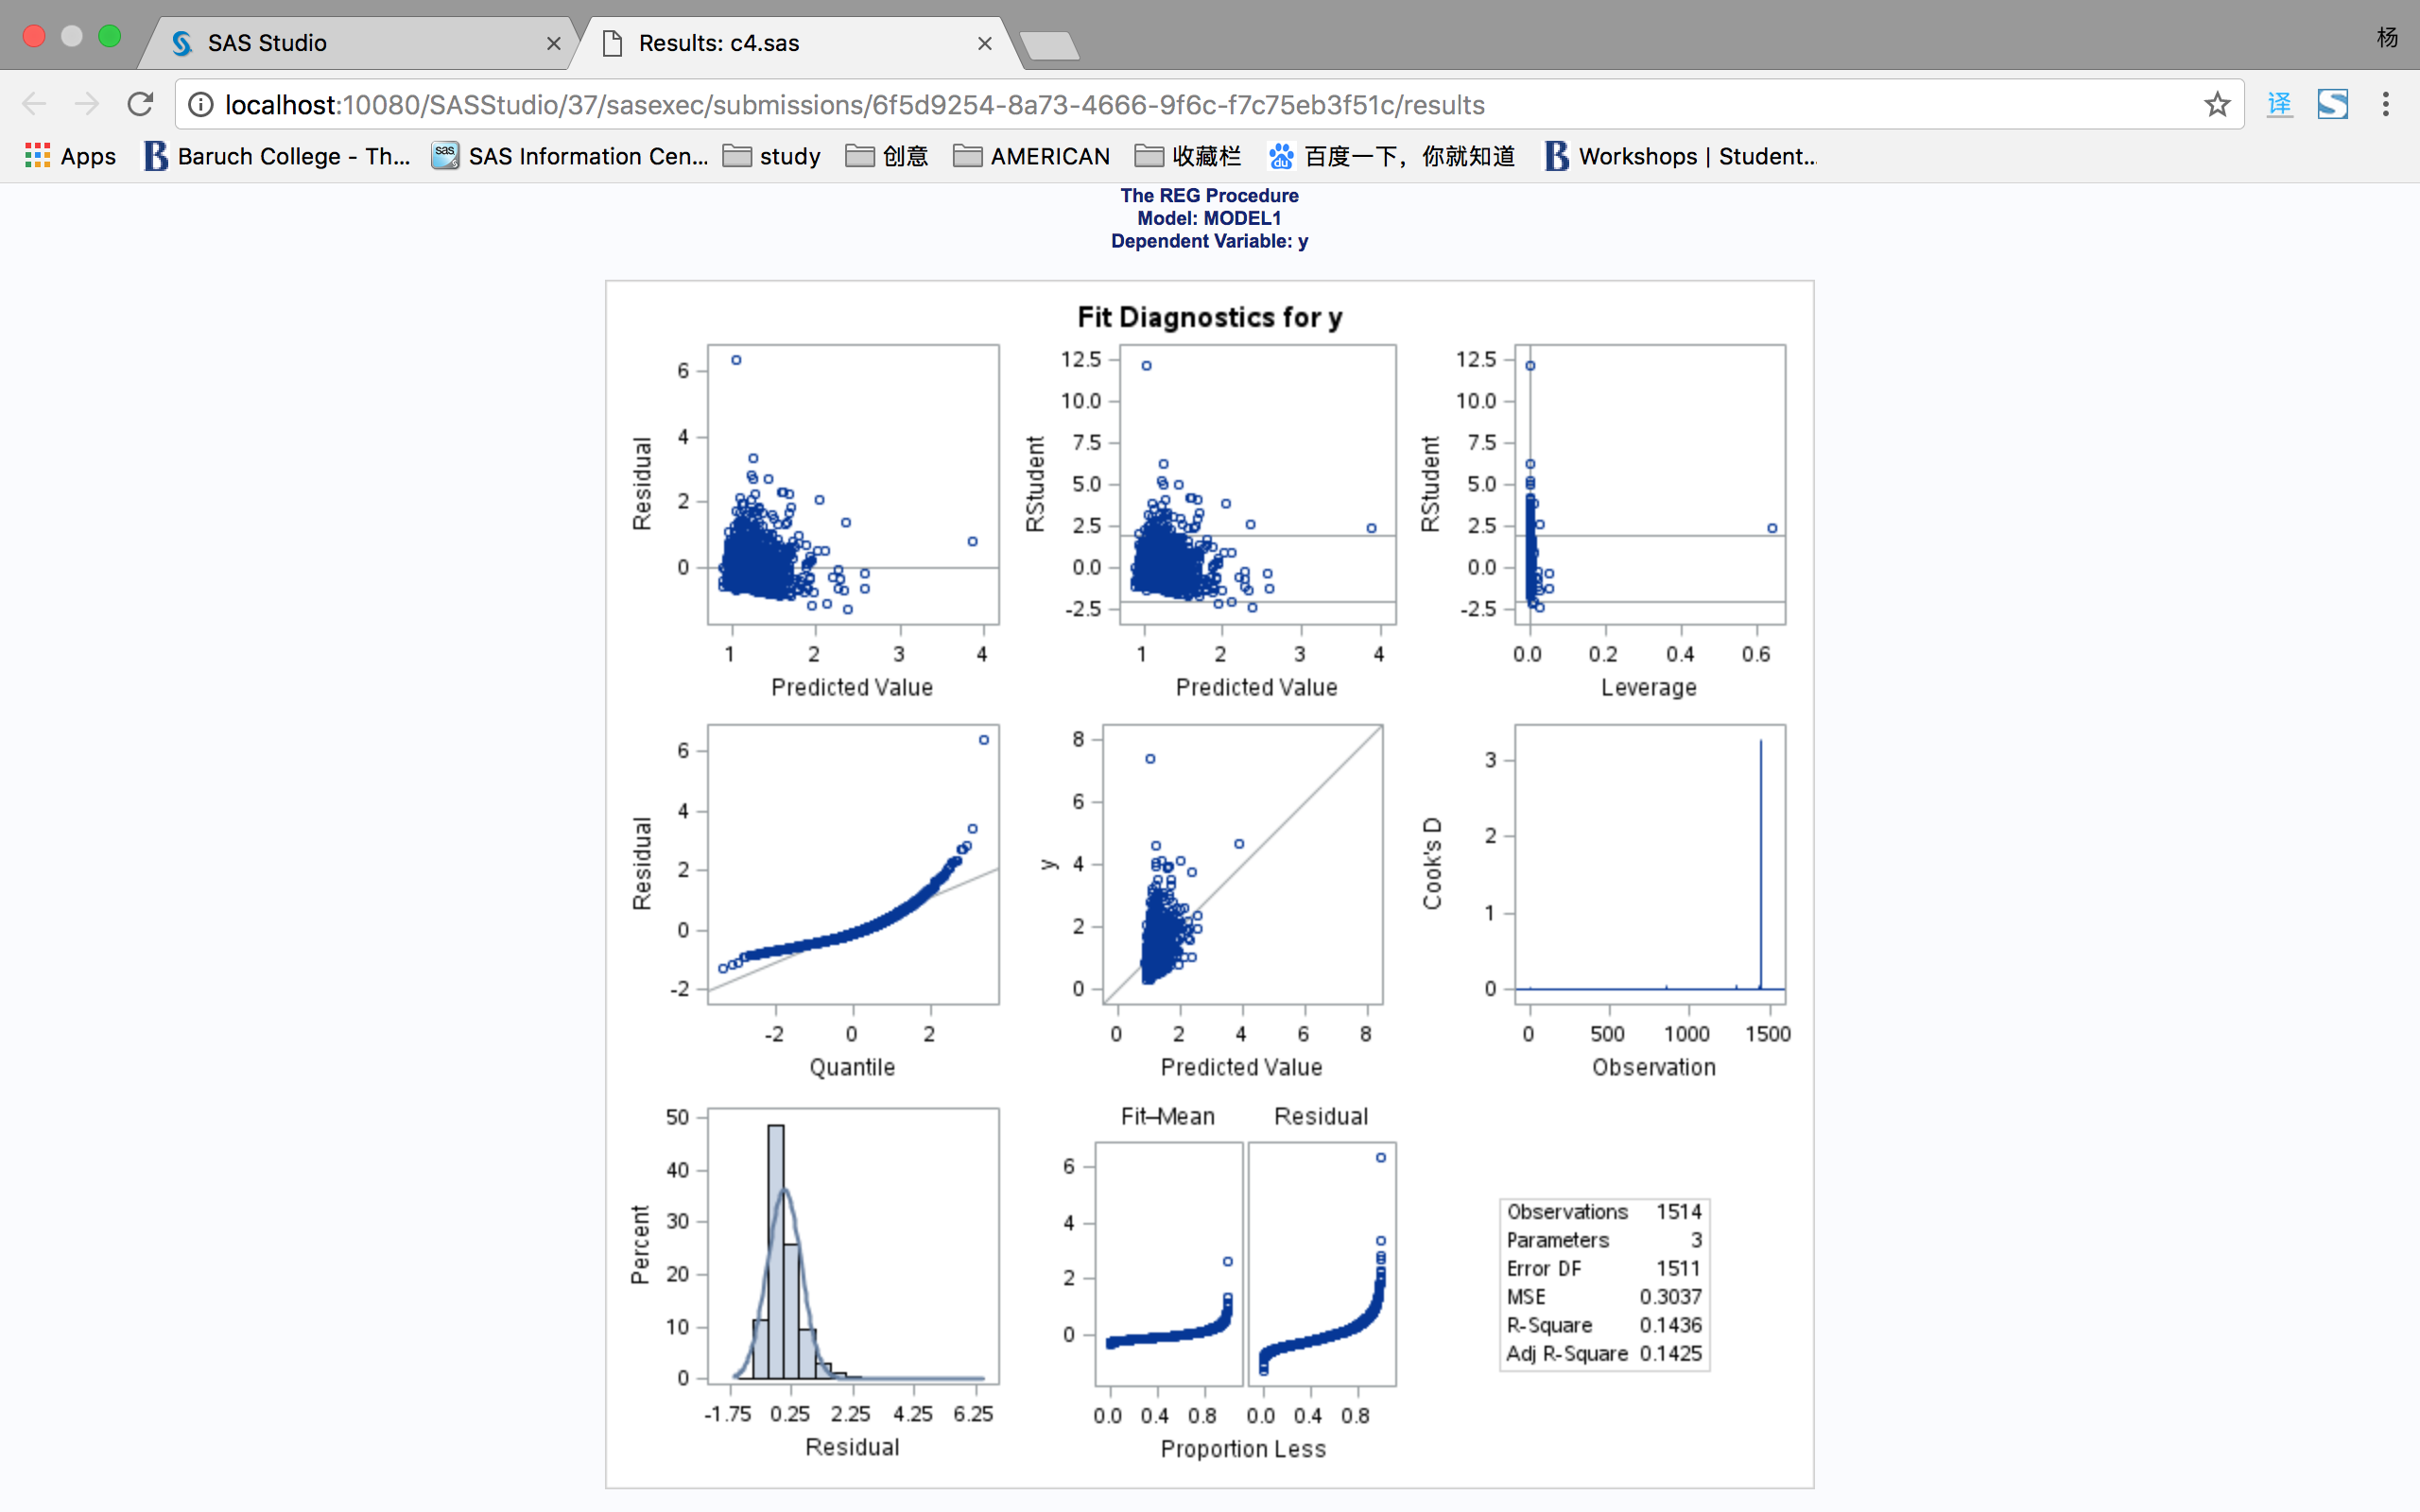 SAS Studio
Results: c4.sas
杨
localhost:10080/SASStudio/37/sasexec/submissions/6f5d9254-8a73-4666-9f6c-f7c75eb3f51c/results
译
Apps
B Baruch College - Th...
sas SAS Information Cen...
study
创意
AMERICAN
收藏栏
du 百度一下，你就知道
B Workshops | Student...
The REG Procedure
Model: MODEL1
Dependent Variable: y
Fit Diagnostics for y
Residual
6
4
2
0
1 2 3 4
Predicted Value
RStudent
12.5
10.0
7.5
5.0
2.5
0.0
-2.5
1 2 3 4
Predicted Value
RStudent
12.5
10.0
7.5
5.0
2.5
0.0
-2.5
0.0 0.2 0.4 0.6
Leverage
Residual
6
4
2
0
-2
-2 0 2
Quantile
y
8
6
4
2
0
0 2 4 6 8
Predicted Value
Cook's D
3
2
1
0
0 500 1000 1500
Observation
Percent
50
40
30
20
10
0
-1.75 0.25 2.25 4.25 6.25
Residual
Fit–Mean Residual
6
4
2
0
0.0 0.4 0.8 0.0 0.4 0.8
Proportion Less
Observations 1514
Parameters 3
Error DF 1511
MSE 0.3037
R-Square 0.1436
Adj R-Square 0.1425